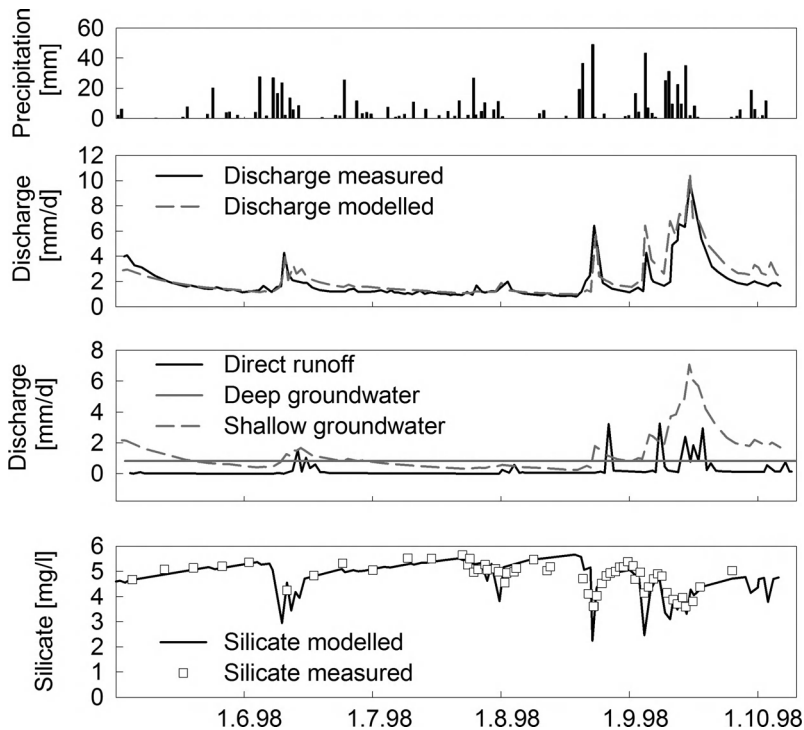 Precipitation
[mm]
60
40
20
0
Discharge
[mm/d]
12
10
8
6
4
2
0
Discharge measured
Discharge modelled
Discharge
[mm/d]
8
6
4
2
0
Direct runoff
Deep groundwater
Shallow groundwater
Silicate [mg/l]
6
5
4
3
2
1
0
Silicate modelled
Silicate measured
1.6.98 1.7.98 1.8.98 1.9.98 1.10.98